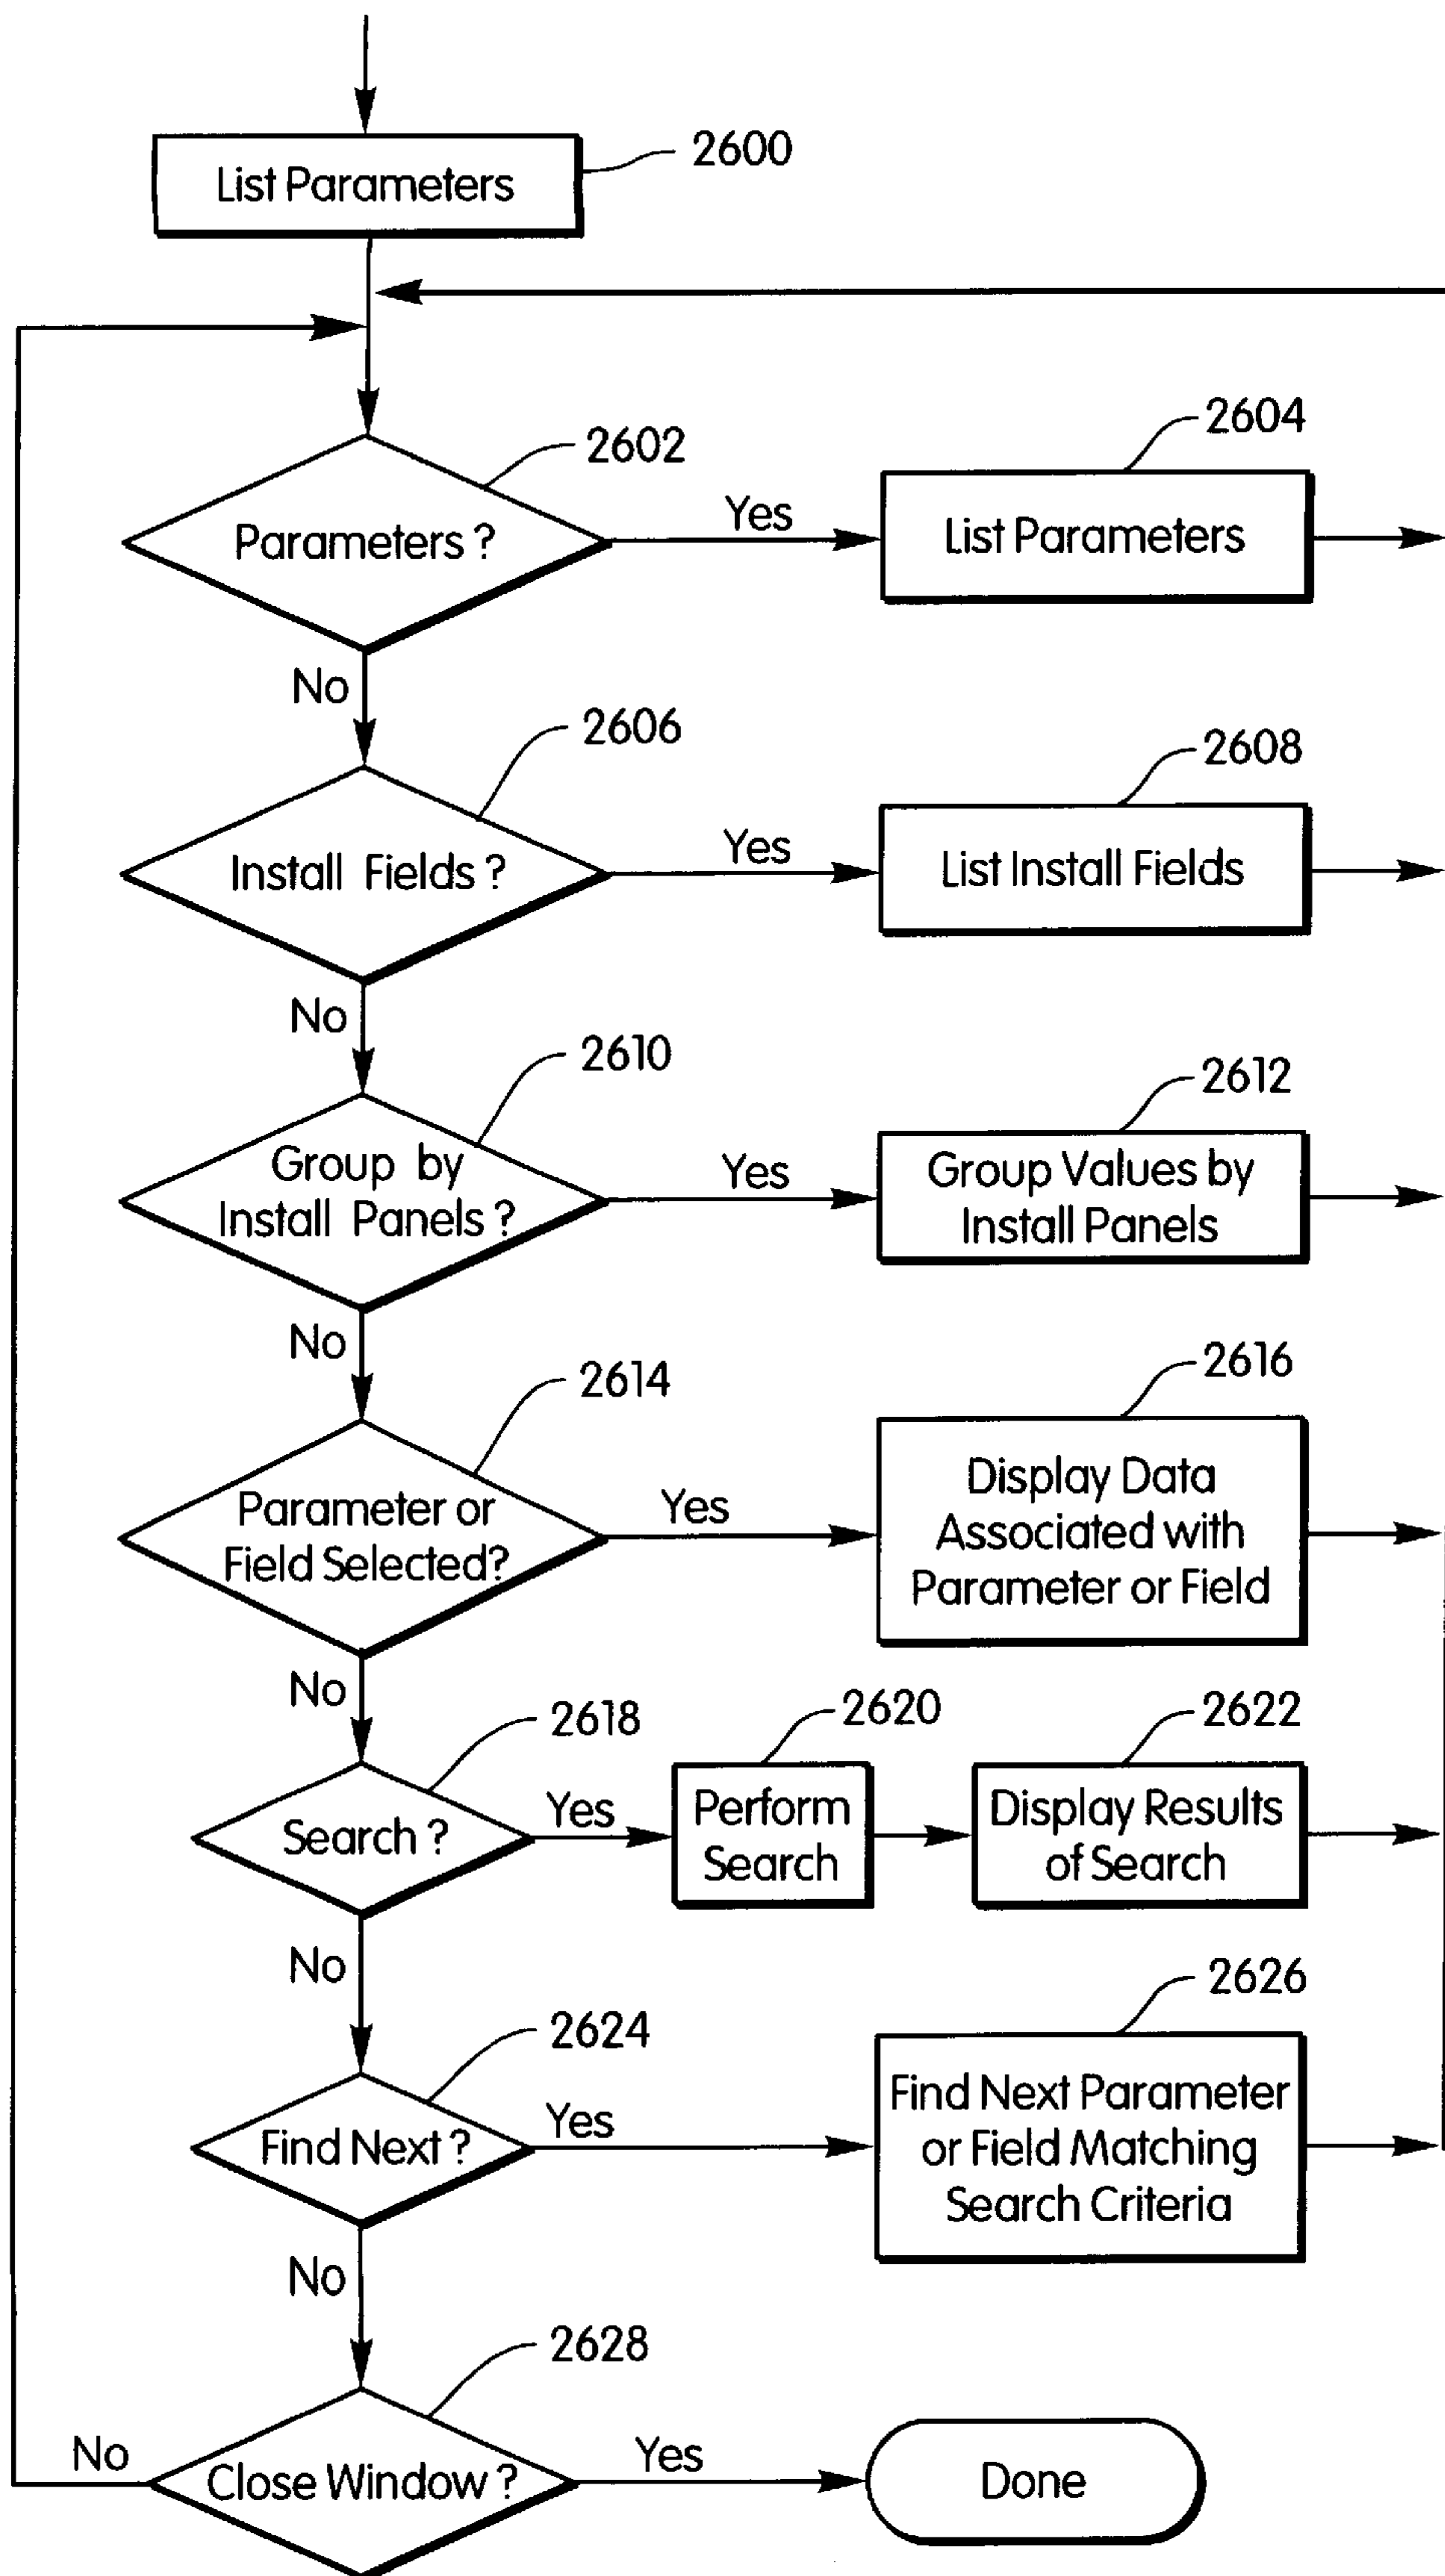 2600
List Parameters
2604
2602
Yes
Parameters ?
List Parameters
No
2606
2608
Yes
Install Fields ?
List Install Fields
No
2610
2612
Group by
Install Panels ?
Yes
Group Values by
Install Panels
No
2614
2616
Parameter or
Field Selected?
Yes
Display Data
Associated with
Parameter or Field
No
2618
2620
2622
Search ?
Yes
Perform
Search
Display Results
of Search
No
2624
2626
Find Next ?
Yes
Find Next Parameter
or Field Matching
Search Criteria
No
2628
No
Close Window ?
Yes
Done